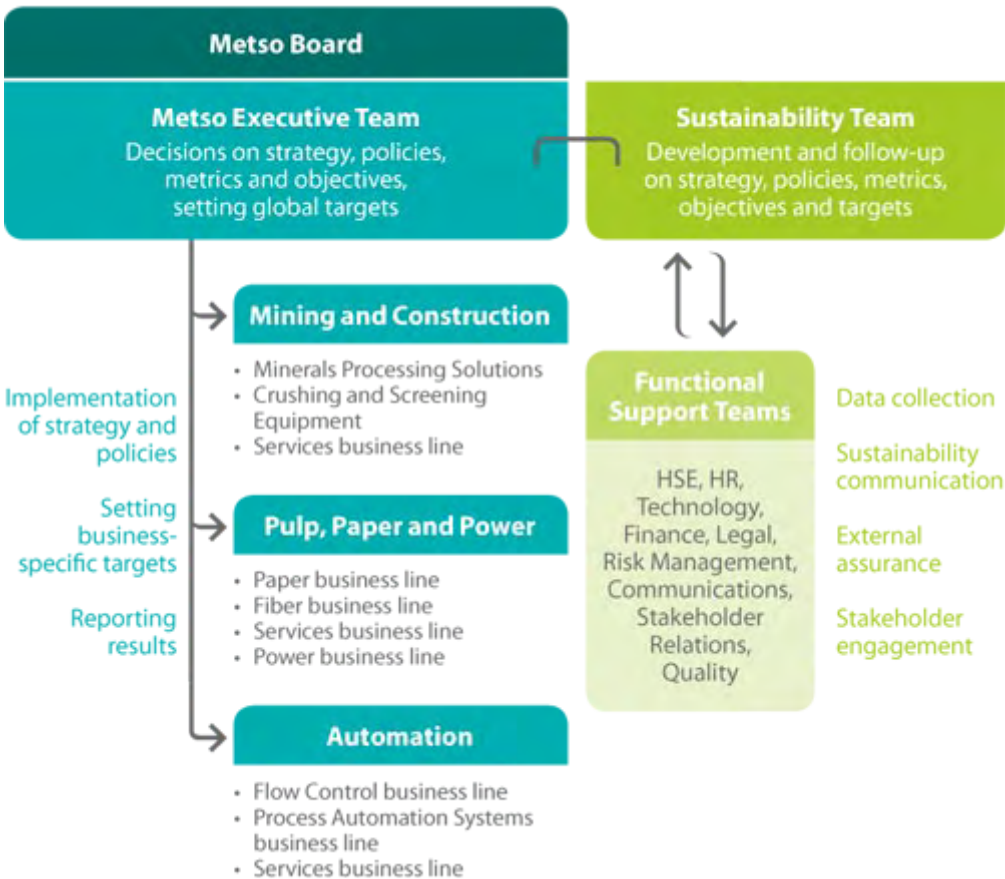 Metso Board
Metso Executive Team
Decisions on strategy, policies,
metrics and objectives,
setting global targets
Sustainability Team
Development and follow-up
on strategy, policies, metrics,
objectives and targets
Implementation
of strategy and
policies
Setting
business-
specific targets
Reporting
results
Mining and Construction
• Minerals Processing Solutions
• Crushing and Screening
Equipment
• Services business line
Pulp, Paper and Power
• Paper business line
• Fiber business line
• Services business line
• Power business line
Automation
• Flow Control business line
• Process Automation Systems
business line
• Services business line
Functional
Support Teams
HSE, HR,
Technology,
Finance, Legal,
Risk Management,
Communications,
Stakeholder
Relations,
Quality
Data collection
Sustainability
communication
External
assurance
Stakeholder
engagement